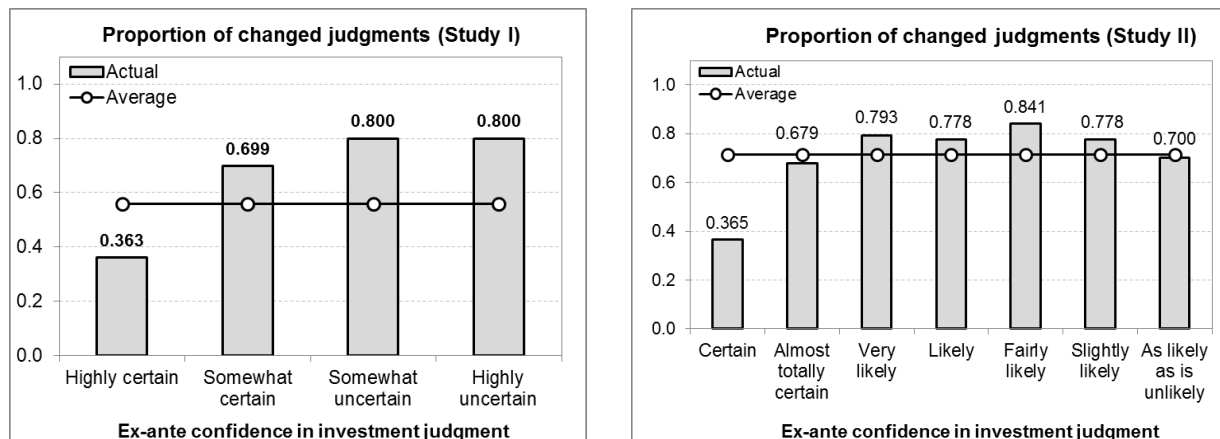 Proportion of changed judgments (Study I)
Actual
Average
1.0
0.8
0.6
0.4
0.2
0.0
0.363
0.699
0.800
0.800
Highly certain
Somewhat certain
Somewhat uncertain
Highly uncertain
Ex-ante confidence in investment judgment
Proportion of changed judgments (Study II)
Actual
Average
1.0
0.8
0.6
0.4
0.2
0.0
0.365
0.679
0.793
0.778
0.841
0.778
0.700
Certain
Almost totally certain
Very likely
Likely
Fairly likely
Slightly likely
As likely as is unlikely
Ex-ante confidence in investment judgment